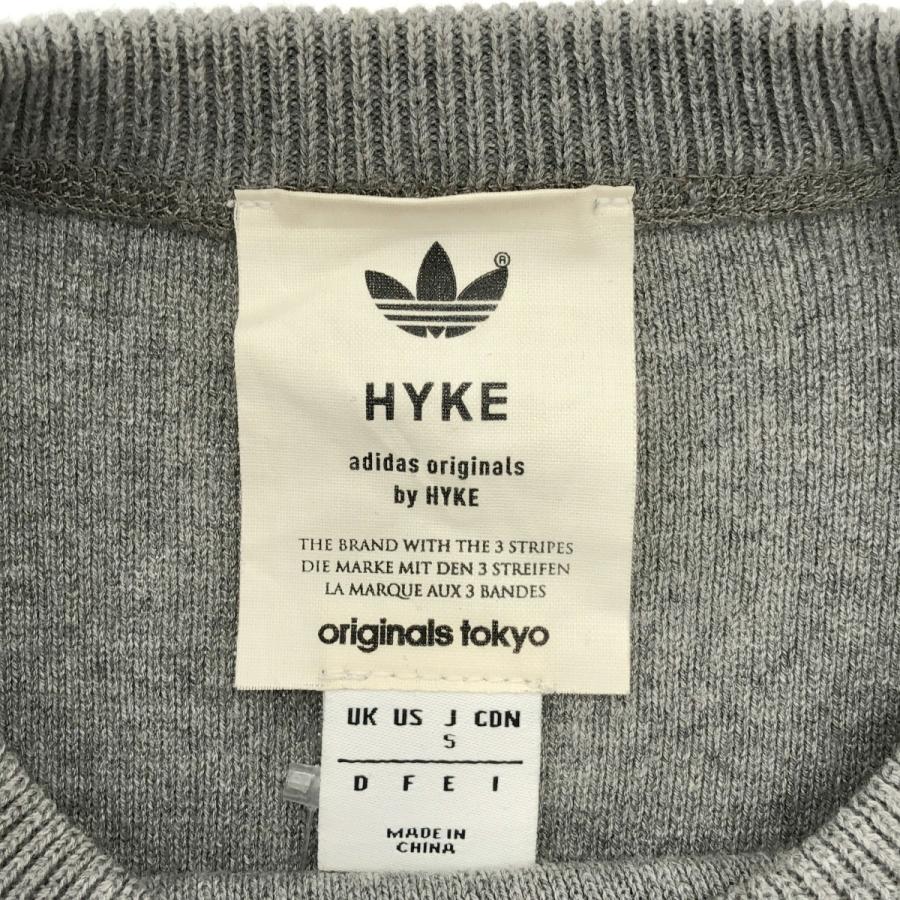 ®
HYKE
adidas originals
by HYKE
THE BRAND WITH THE 3 STRIPES
DIE MARKE MIT DEN 3 STREIFEN
LA MARQUE AUX 3 BANDES
originals tokyo
UK US J CDN
S
D F E I
MADE IN
CHINA